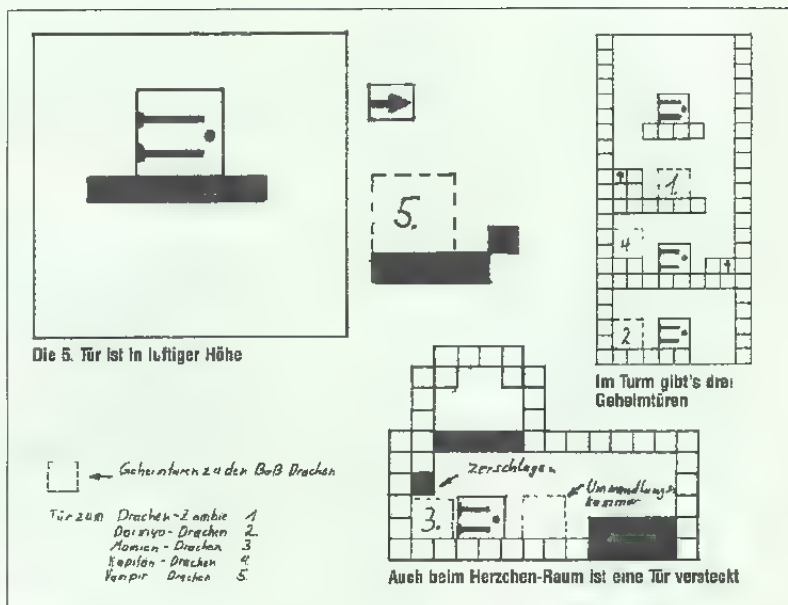 5.
1.
4
2
Die 5. Tür ist in luftiger Höhe
Im Turm gibt's drei
Geheimtüren
Geheimtüren zu den Boß Drachen
Zerschlagen
Umwandlungs
kammer
3.
Tür zum Drachen-Zombie 1
Drachen 2.
Mumien-Drachen 3
Kapitän-Drachen 4.
Vampir Drachen 5.
Auch beim Herzchen-Raum ist eine Tür versteckt